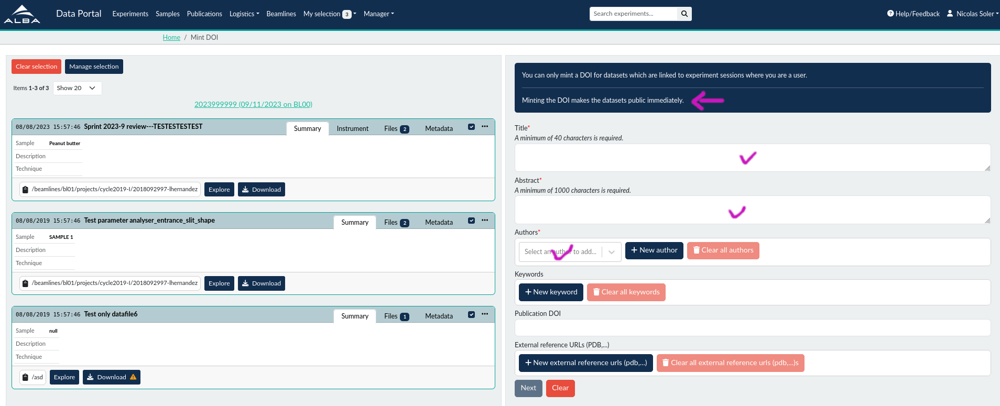 ALBA Data Portal Experiments Samples Publications Logistics Beamlines My selection 3 Manager Search experiments... Help/Feedback Nicolas Soler
Home / Mint DOI
Clear selection Manage selection
Items 1-3 of 3 Show 20
2023999999 (09/11/2023 on BL00)
08/08/2023 15:57:46 Sprint 2023-9 review---TESTESTESTEST Summary Instrument Files 2 Metadata
Sample Peanut butter
Description
Technique
/beamlines/bl01/projects/cycle2019-I/2018092997-lhernandez Explore Download
08/08/2019 15:57:46 Test parameter analyser_entrance_slit_shape Summary Files 2 Metadata
Sample SAMPLE 1
Description
Technique
/beamlines/bl01/projects/cycle2019-I/2018092997-lhernandez Explore Download
08/08/2019 15:57:46 Test only datafile6 Summary Files 1 Metadata
Sample null
Description
Technique
/asd Explore Download
You can only mint a DOI for datasets which are linked to experiment sessions where you are a user.
Minting the DOI makes the datasets public immediately.
Title*
A minimum of 40 characters is required.
Abstract*
A minimum of 1000 characters is required.
Authors*
Select an author to add... New author Clear all authors
Keywords
New keyword Clear all keywords
Publication DOI
External reference URLs (PDB,...)
New external reference urls (pdb,...) Clear all external reference urls (pdb,...)s
Next Clear